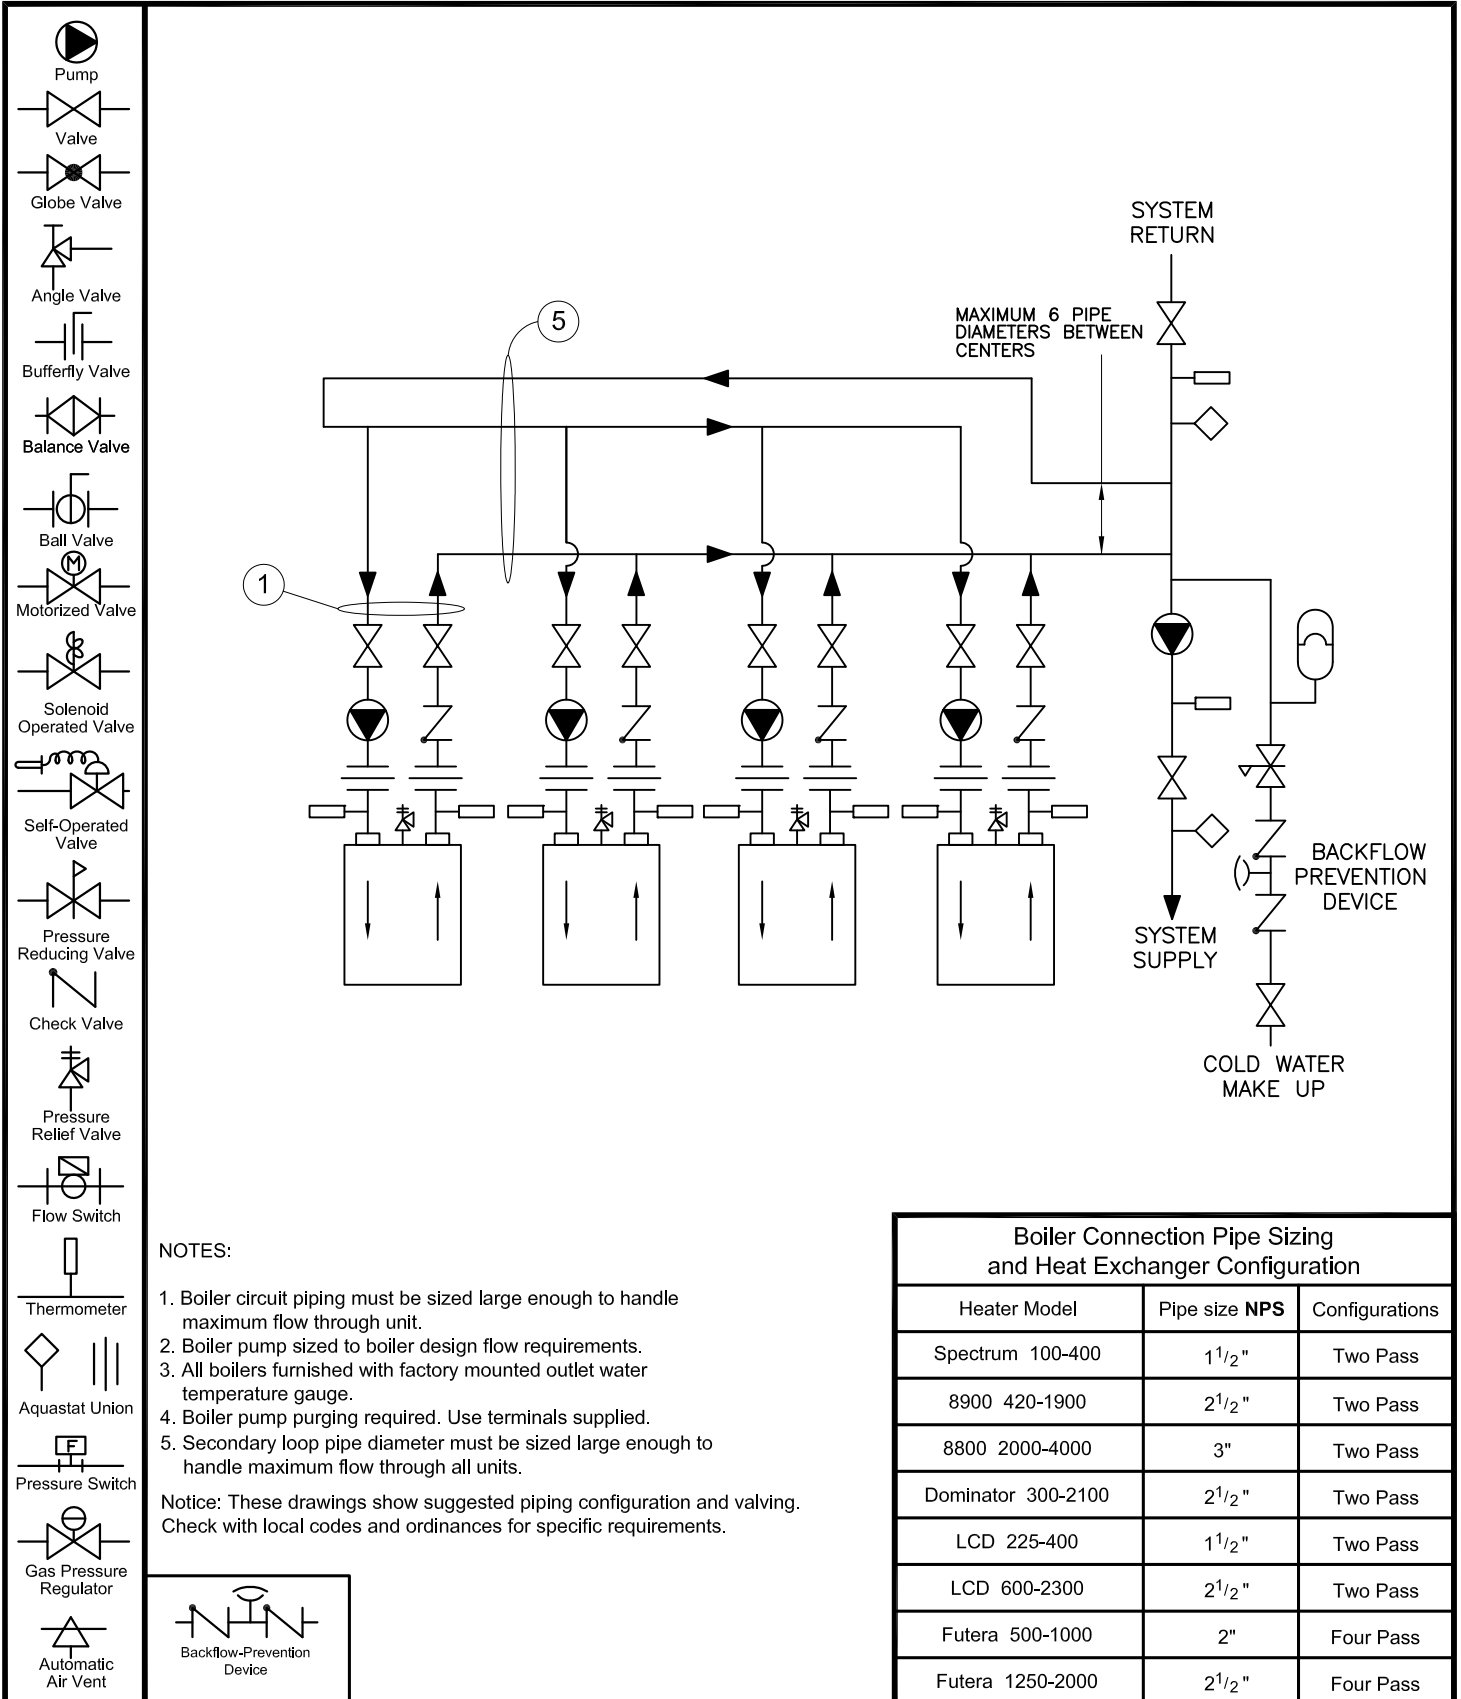 Pump
Valve
Globe Valve
Angle Valve
Bufferfly Valve
Balance Valve
Ball Valve
M
Motorized Valve
Solenoid
Operated Valve
Self-Operated
Valve
Pressure
Reducing Valve
Check Valve
Pressure
Relief Valve
Flow Switch
Thermometer
Aquastat Union
F
Pressure Switch
Gas Pressure
Regulator
Automatic
Air Vent
SYSTEM
RETURN
MAXIMUM 6 PIPE
DIAMETERS BETWEEN
CENTERS
5
1
BACKFLOW
PREVENTION
DEVICE
SYSTEM
SUPPLY
COLD WATER
MAKE UP
NOTES:
1. Boiler circuit piping must be sized large enough to handle
maximum flow through unit.
2. Boiler pump sized to boiler design flow requirements.
3. All boilers furnished with factory mounted outlet water
temperature gauge.
4. Boiler pump purging required. Use terminals supplied.
5. Secondary loop pipe diameter must be sized large enough to
handle maximum flow through all units.
Notice: These drawings show suggested piping configuration and valving.
Check with local codes and ordinances for specific requirements.
Backflow-Prevention
Device
Boiler Connection Pipe Sizing
and Heat Exchanger Configuration
Heater Model Pipe size NPS Configurations
Spectrum 100-400 1 1/2" Two Pass
8900 420-1900 2 1/2" Two Pass
8800 2000-4000 3" Two Pass
Dominator 300-2100 2 1/2" Two Pass
LCD 225-400 1 1/2" Two Pass
LCD 600-2300 2 1/2" Two Pass
Futera 500-1000 2" Four Pass
Futera 1250-2000 2 1/2" Four Pass